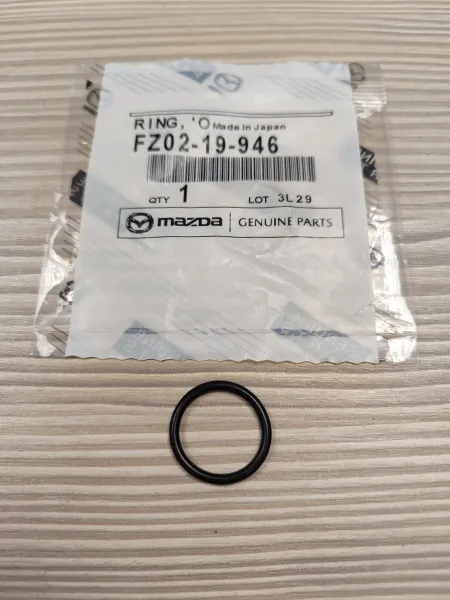 RING, 'O Made in Japan
FZ02-19-946
QTY 1 LOT 3L29
mazda GENUINE PARTS